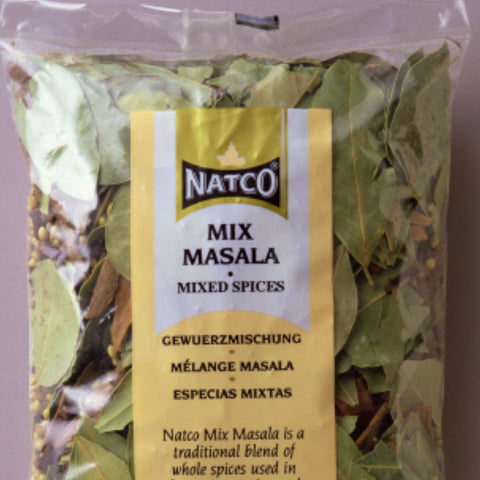 NATCO®
MIX
MASALA
•
MIXED SPICES
GEWUERZMISCHUNG
•
MÉLANGE MASALA
•
ESPECIAS MIXTAS
Natco Mix Masala is a
traditional blend of
whole spices used in